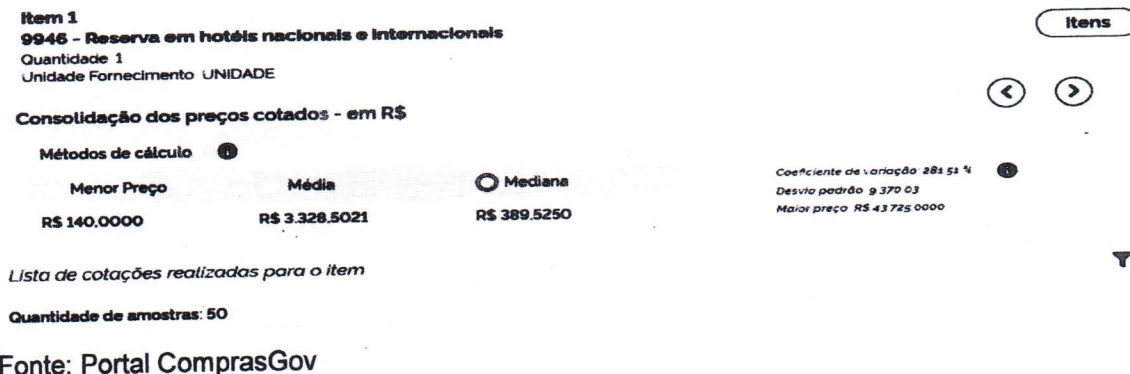 Item 1
9946 - Reserva em hotéis nacionais e internacionais
Itens
Quantidade 1
Unidade Fornecimento UNIDADE
Consolidação dos preços cotados - em R$
Métodos de cálculo
Menor Preço Média Mediana
R$ 140,0000 R$ 3.328,5021 R$ 389,5250
Coeficiente de variação: 281 51 %
Desvio padrão 9 370 03
Maior preço R$ 43 725 0000
Lista de cotações realizadas para o item
Quantidade de amostras: 50
Fonte: Portal ComprasGov